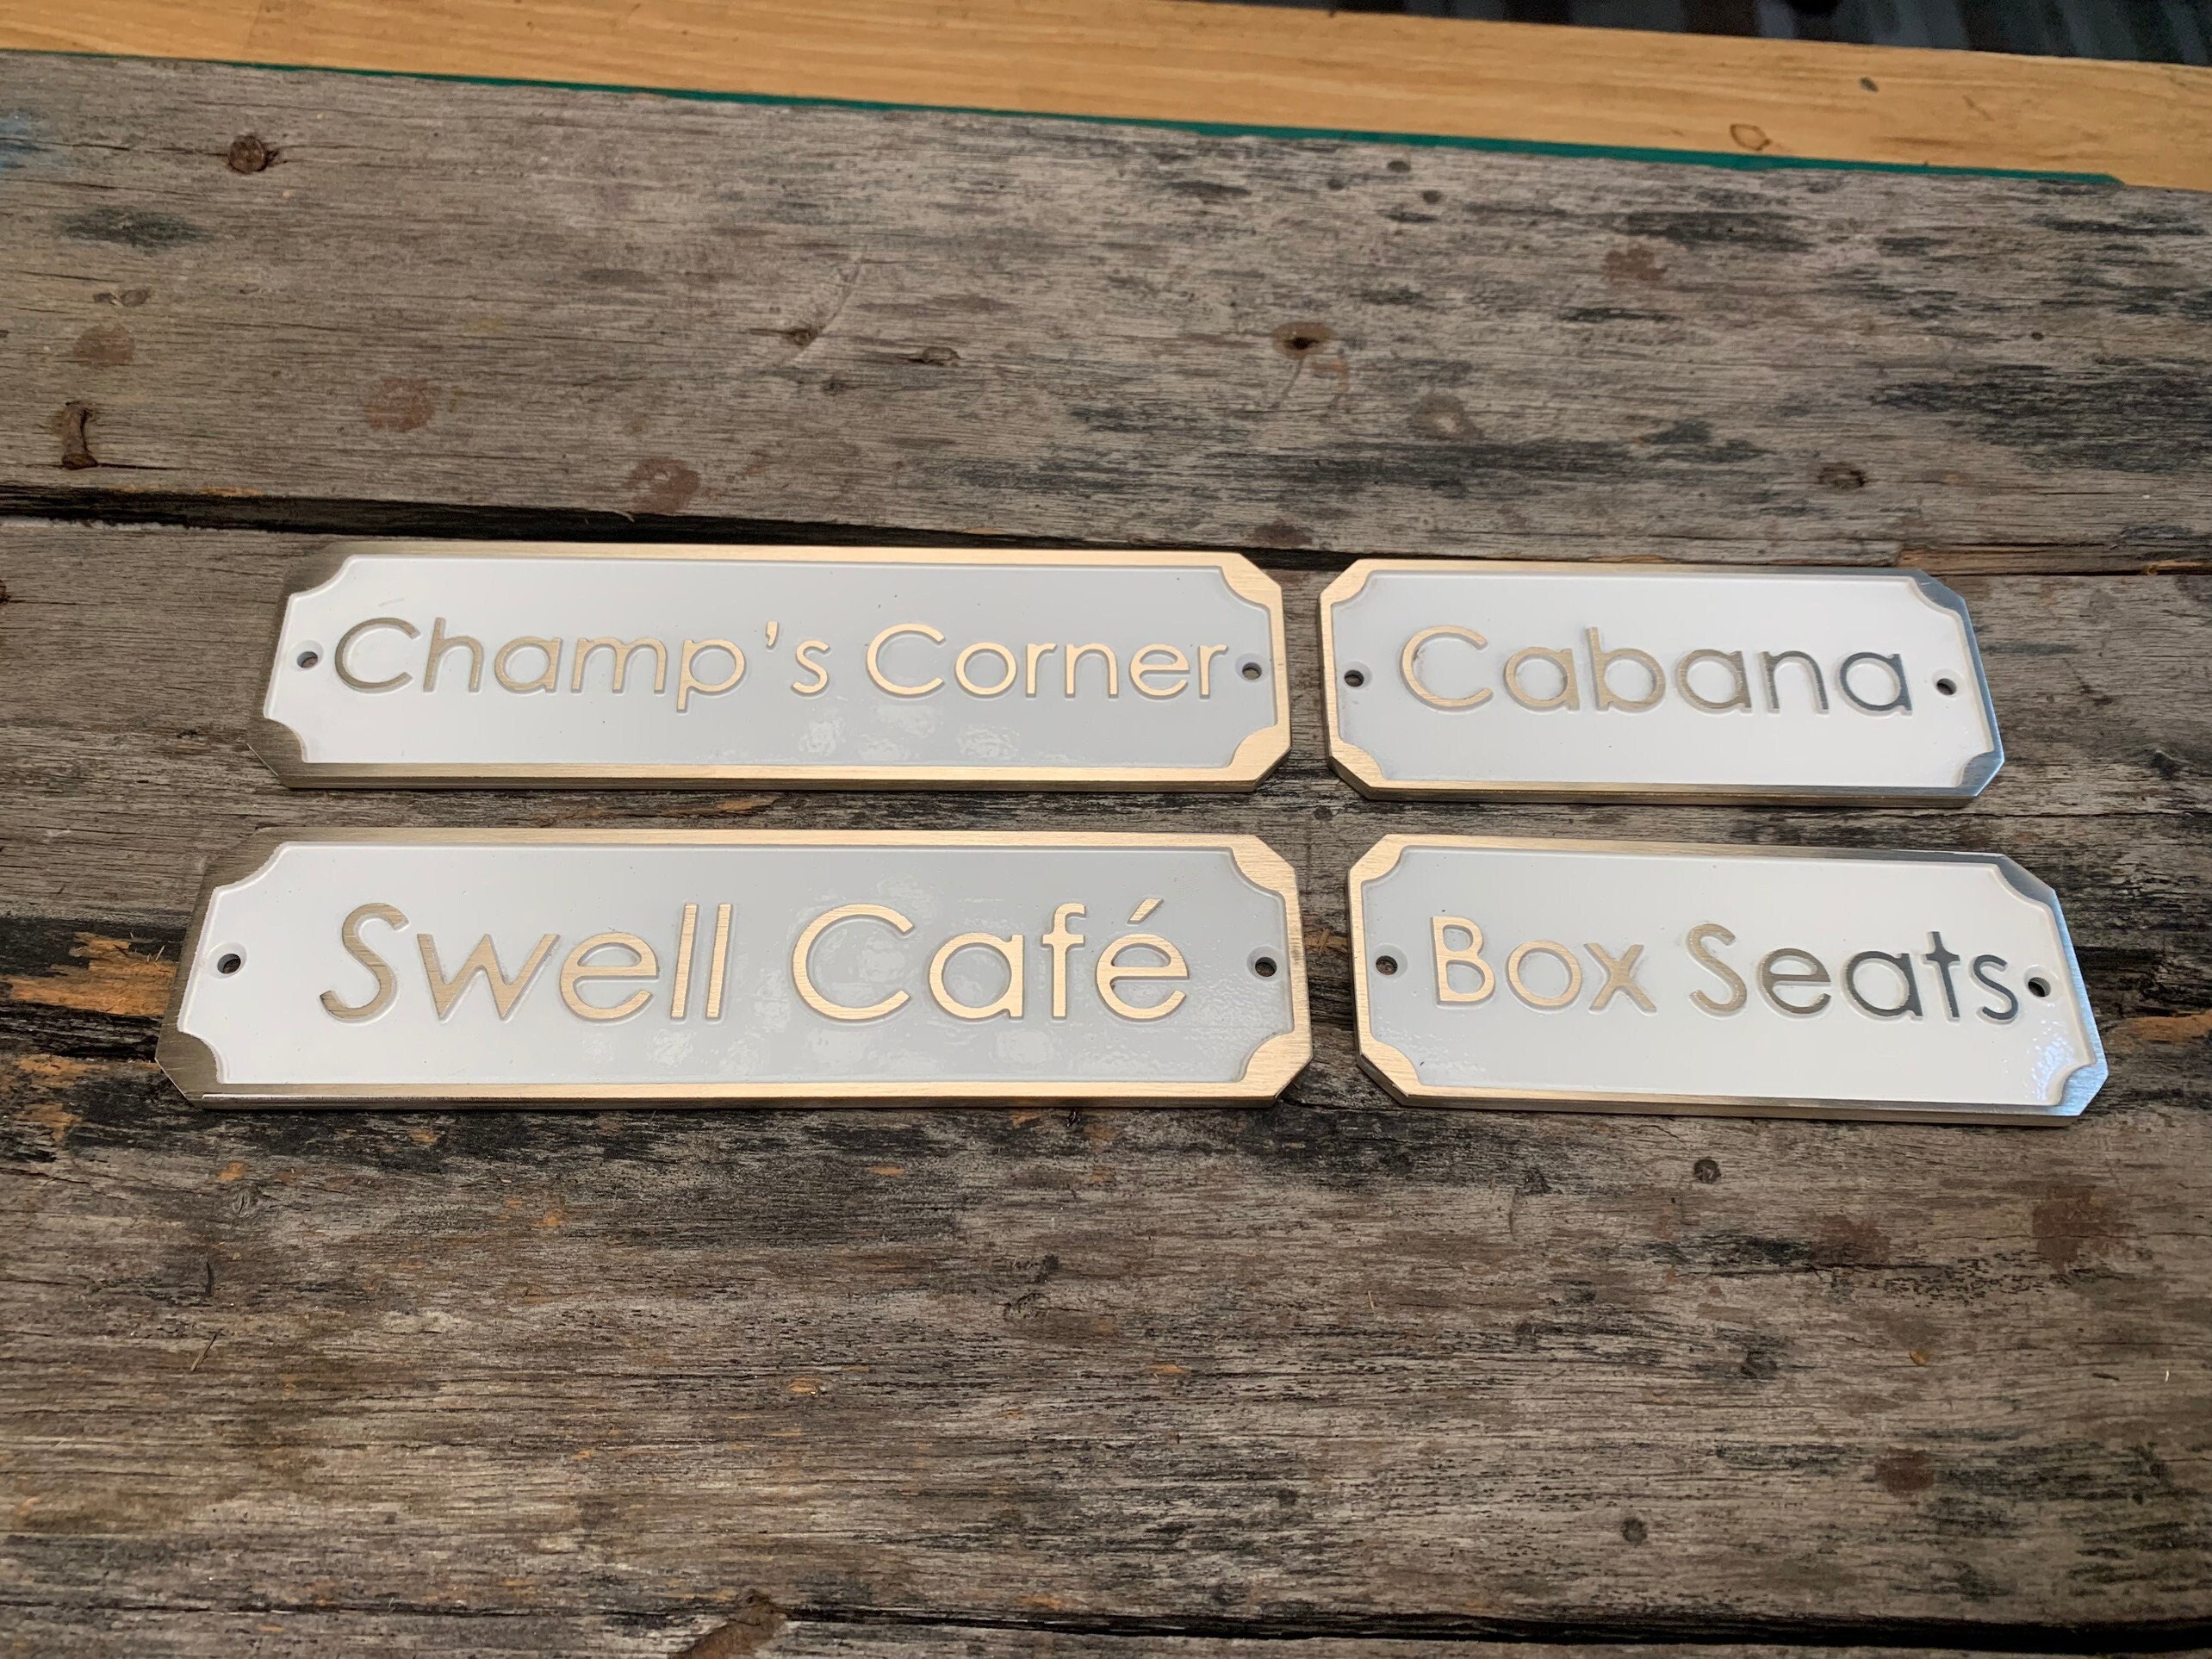 Champ's Corner
Cabana
Swell Café
Box Seats